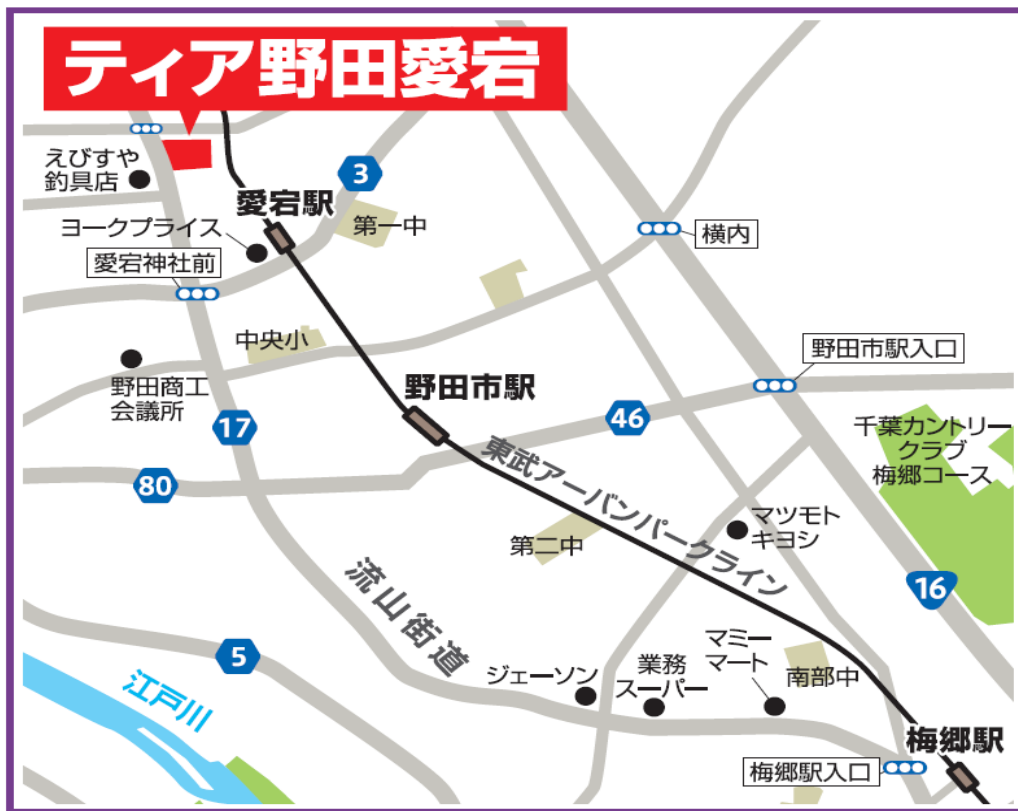 ティア野田愛宕
えびすや
釣具店
3
愛宕駅
第一中
ヨークプライス
横内
愛宕神社前
中央小
野田市駅入口
野田商工
会議所
野田市駅
17
46
千葉カントリー
クラブ
梅郷コース
80
東武アーバンパークライン
マツモト
キヨシ
第二中
16
流山街道
5
マミー
マート
ジェーソン
業務
スーパー
南部中
江戸川
梅郷駅
梅郷駅入口